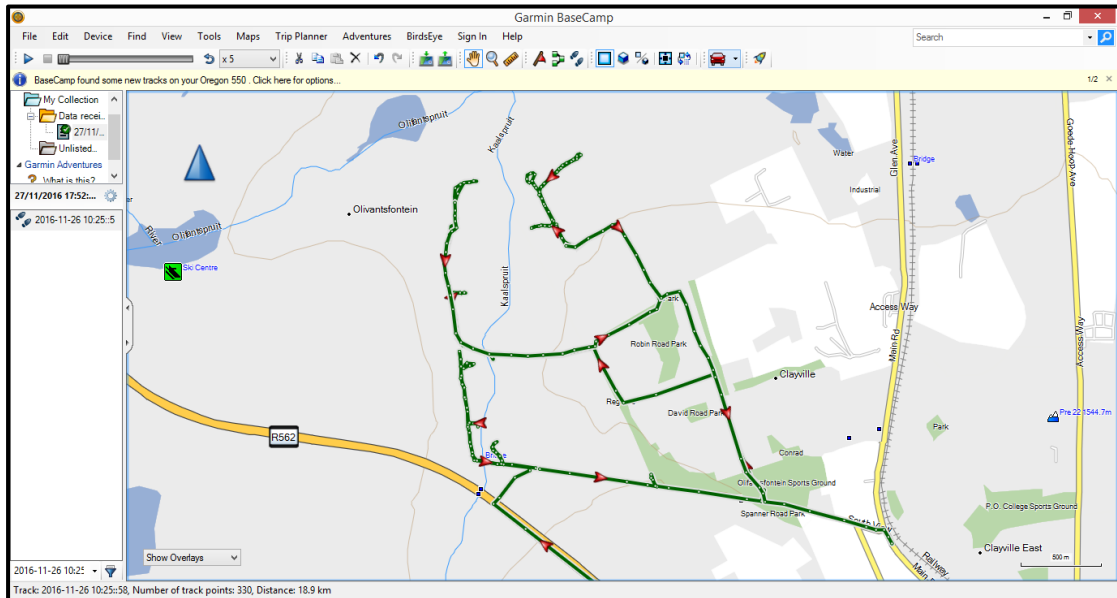 Garmin BaseCamp
File Edit Device Find View Tools Maps Trip Planner Adventures BirdsEye Sign In Help
Search
x 5
BaseCamp found some new tracks on your Oregon 550 . Click here for options...
1/2
My Collection
Data recei...
27/11/...
Unlisted...
Garmin Adventures
What is this?
27/11/2016 17:52:...
2016-11-26 10:25::5
2016-11-26 10:25
Olifantspruit
Kaalspruit
Olivantsfontein
River
Olifantspruit
Ski Centre
Kaalspruit
Water
Glen Ave
Bridge
Industrial
Goede Hoop Ave
Access Way
Main Rd
Access Way
Robin Road Park
Clayville
David Road Park
Pre 22 1544.7m
Park
R562
Conrad
Sports Ground
Spanner Road Park
P.O. College Sports Ground
Railway
Clayville East
500 m
Show Overlays
Track: 2016-11-26 10:25::58, Number of track points: 330, Distance: 18.9 km